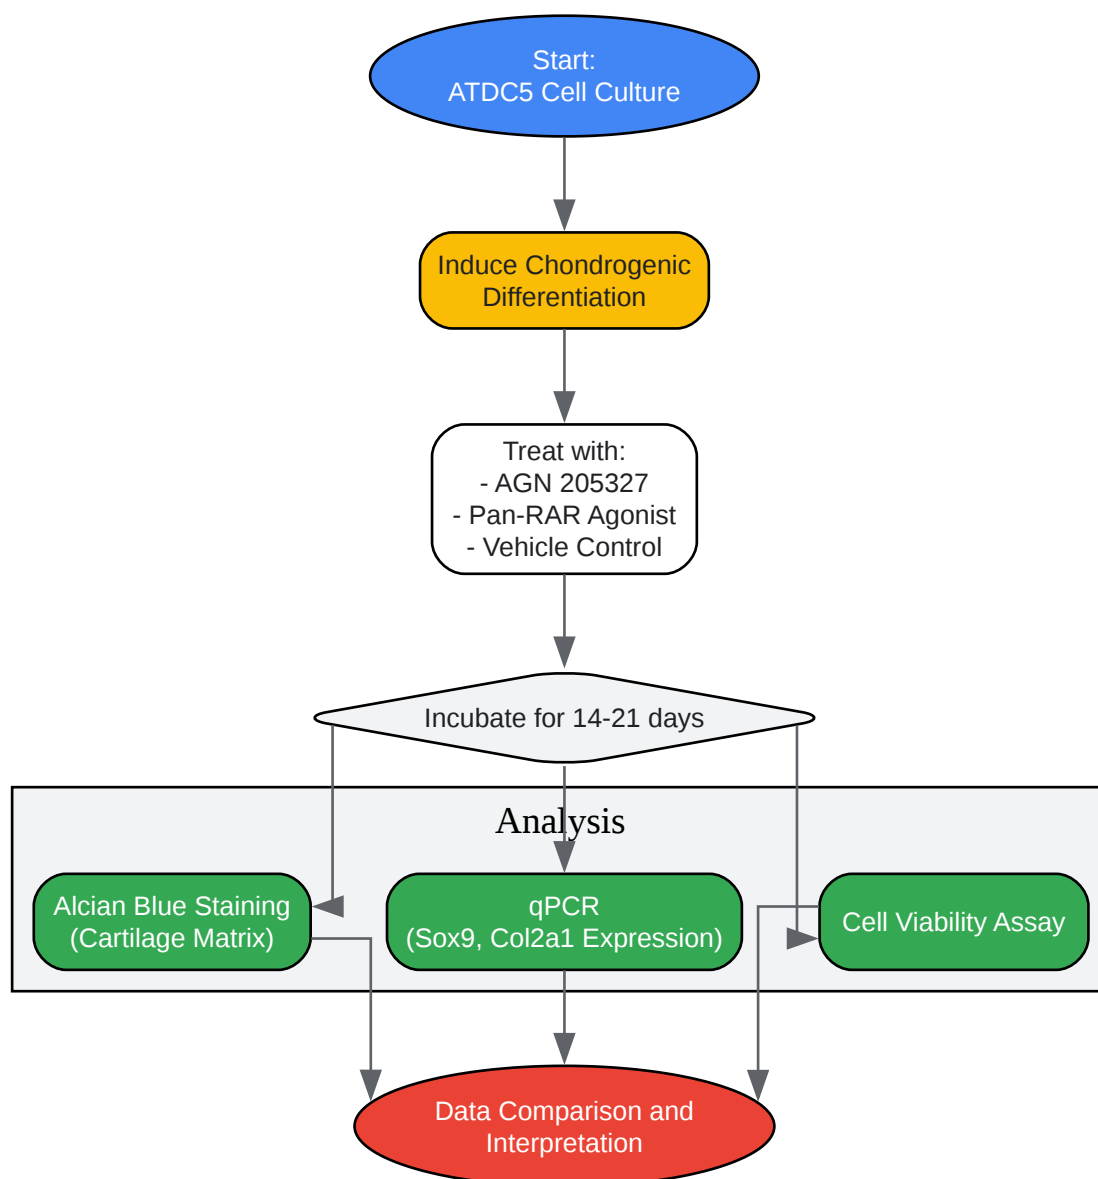 Start:
ATDC5 Cell Culture
Induce Chondrogenic
Differentiation
Treat with:
- AGN 205327
- Pan-RAR Agonist
- Vehicle Control
Incubate for 14-21 days
Analysis
Alcian Blue Staining
(Cartilage Matrix)
qPCR
(Sox9, Col2a1 Expression)
Cell Viability Assay
Data Comparison and
Interpretation